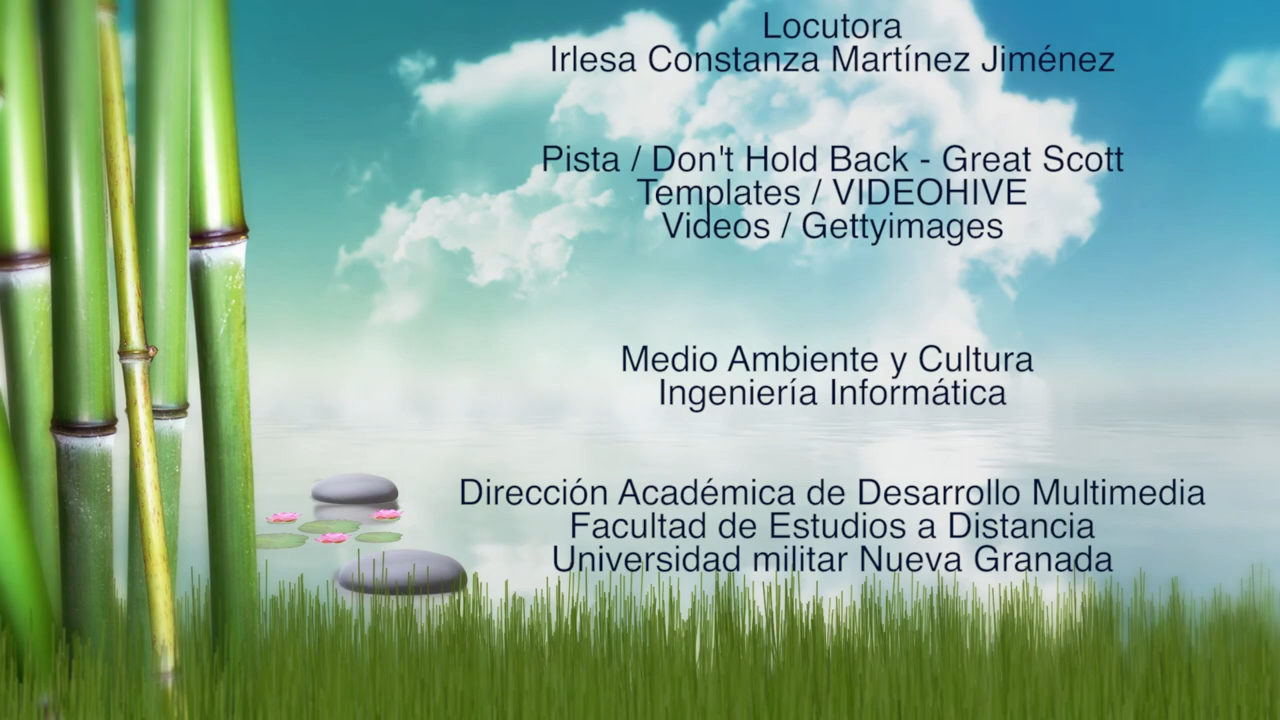 Locutora
Irlesa Constanza Martínez Jiménez
Pista / Don't Hold Back - Great Scott
Templates / VIDEOHIVE
Videos / Gettyimages
Medio Ambiente y Cultura
Ingeniería Informática
Dirección Académica de Desarrollo Multimedia
Facultad de Estudios a Distancia
Universidad militar Nueva Granada